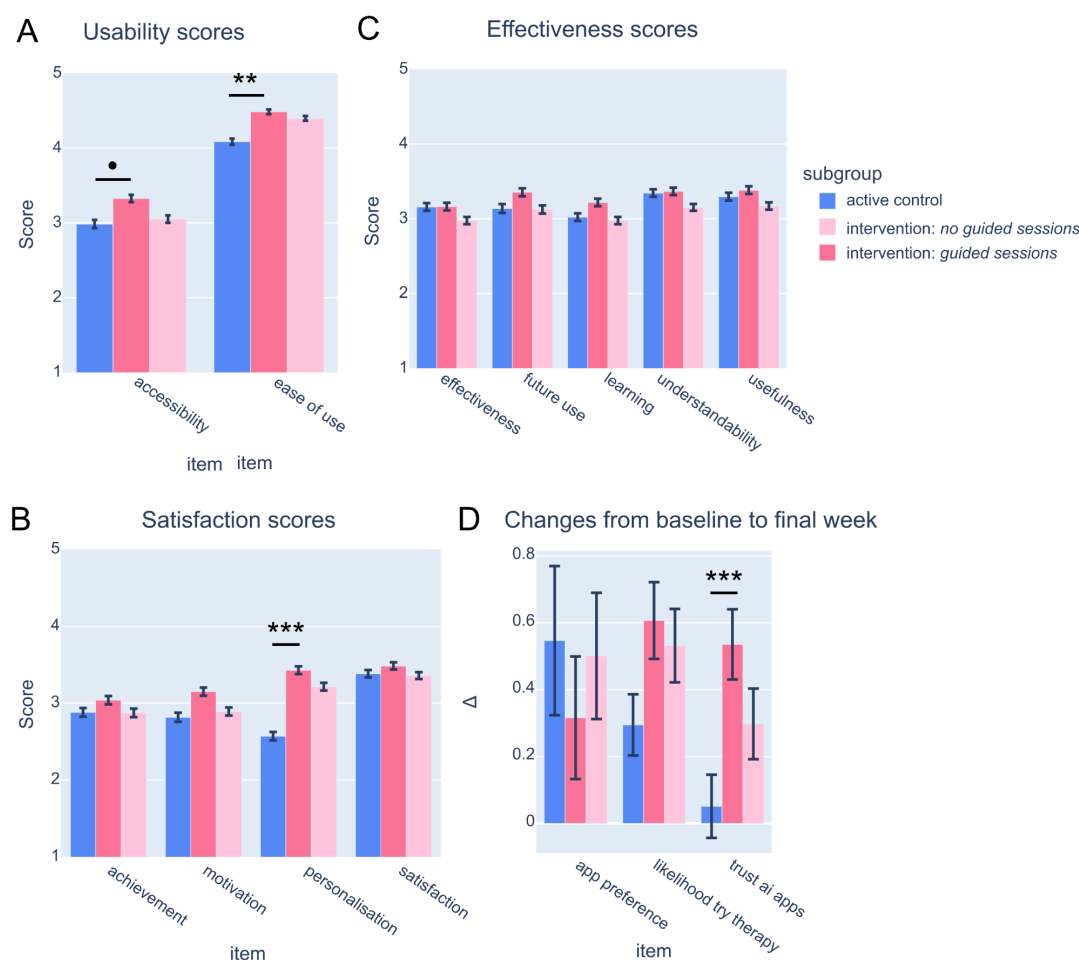 A
Usability scores
5
4
3
2
1
Score
•
**
accessibility
ease of use
item
item
C
Effectiveness scores
5
4
3
2
1
Score
effectiveness
future use
learning
understandability
usefulness
subgroup
active control
intervention: no guided sessions
intervention: guided sessions
B
Satisfaction scores
5
4
3
2
1
Score
***
achievement
motivation
personalisation
satisfaction
item
D
Changes from baseline to final week
0.8
0.6
0.4
0.2
0
Δ
***
app preference
likelihood try therapy
trust ai apps
item